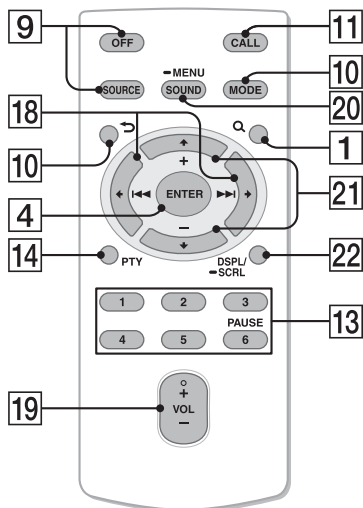 9 11
OFF CALL
MENU 10
SOURCE SOUND MODE
18 20
10 + 1
4 ENTER 21
−
14 PTY DSPL/ 22
SCRL
1 2 3 13
PAUSE
4 5 6
+
19 VOL
−